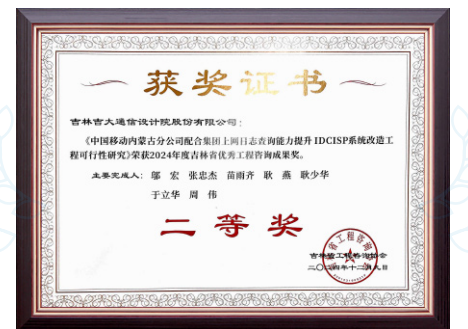 获奖证书
吉林吉大通信设计院股份有限公司:
《中国移动内蒙古分公司配合集团上网日志查询能力提升 IDCISP系统改造工
程可行性研究》荣获2024年度吉林省优秀工程咨询成果奖。
主要完成人: 邬 宏 张忠杰 苗雨齐 耿 燕 耿少华
于立华 周 伟
二等奖
吉林省工程咨询协会
二〇二四年十二月九日